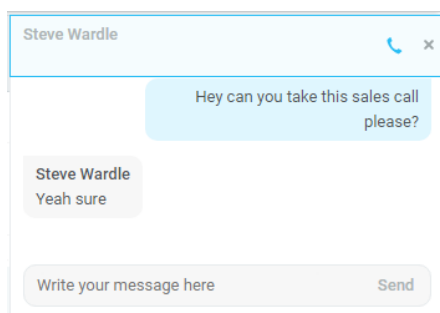 Steve Wardle
Hey can you take this sales call
please?
Steve Wardle
Yeah sure
Write your message here
Send